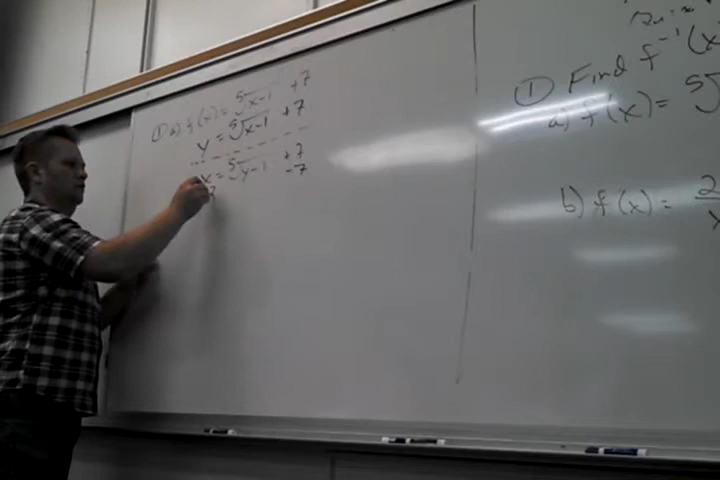 ① a) f(x) = ⁵√x-1 +7
y = ⁵√x-1 +7
x = ⁵√y-1 +7
-7 -7
① Find f⁻¹(x
a) f(x) = ⁵√
b) f(x) = 2
x